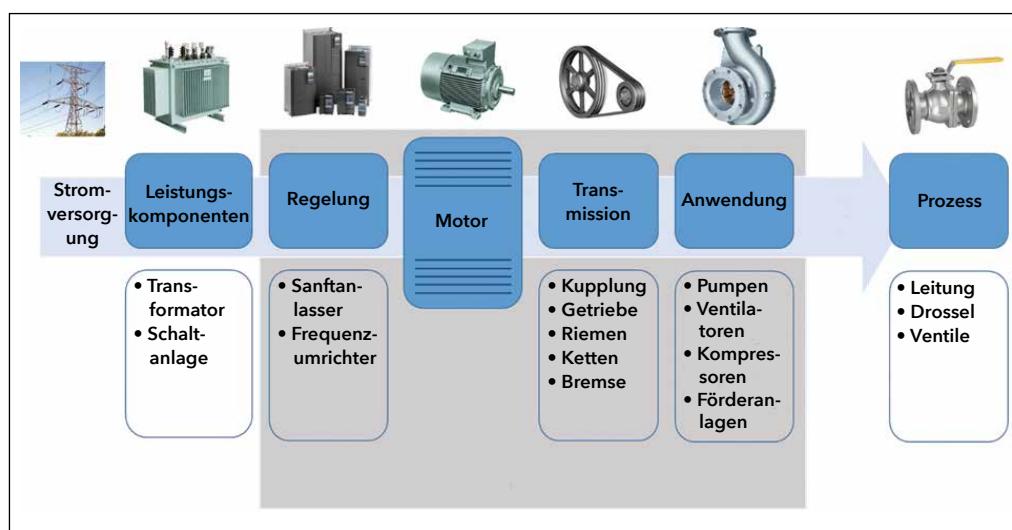 Strom-
versorg-
ung
Leistungs-
komponenten
Regelung
Motor
Trans-
mission
Anwendung
Prozess
• Trans-
formator
• Schalt-
anlage
• Sanftan-
lasser
• Frequenz-
umrichter
• Kupplung
• Getriebe
• Riemen
• Ketten
• Bremse
• Pumpen
• Ventila-
toren
• Kompres-
soren
• Förderan-
lagen
• Leitung
• Drossel
• Ventile